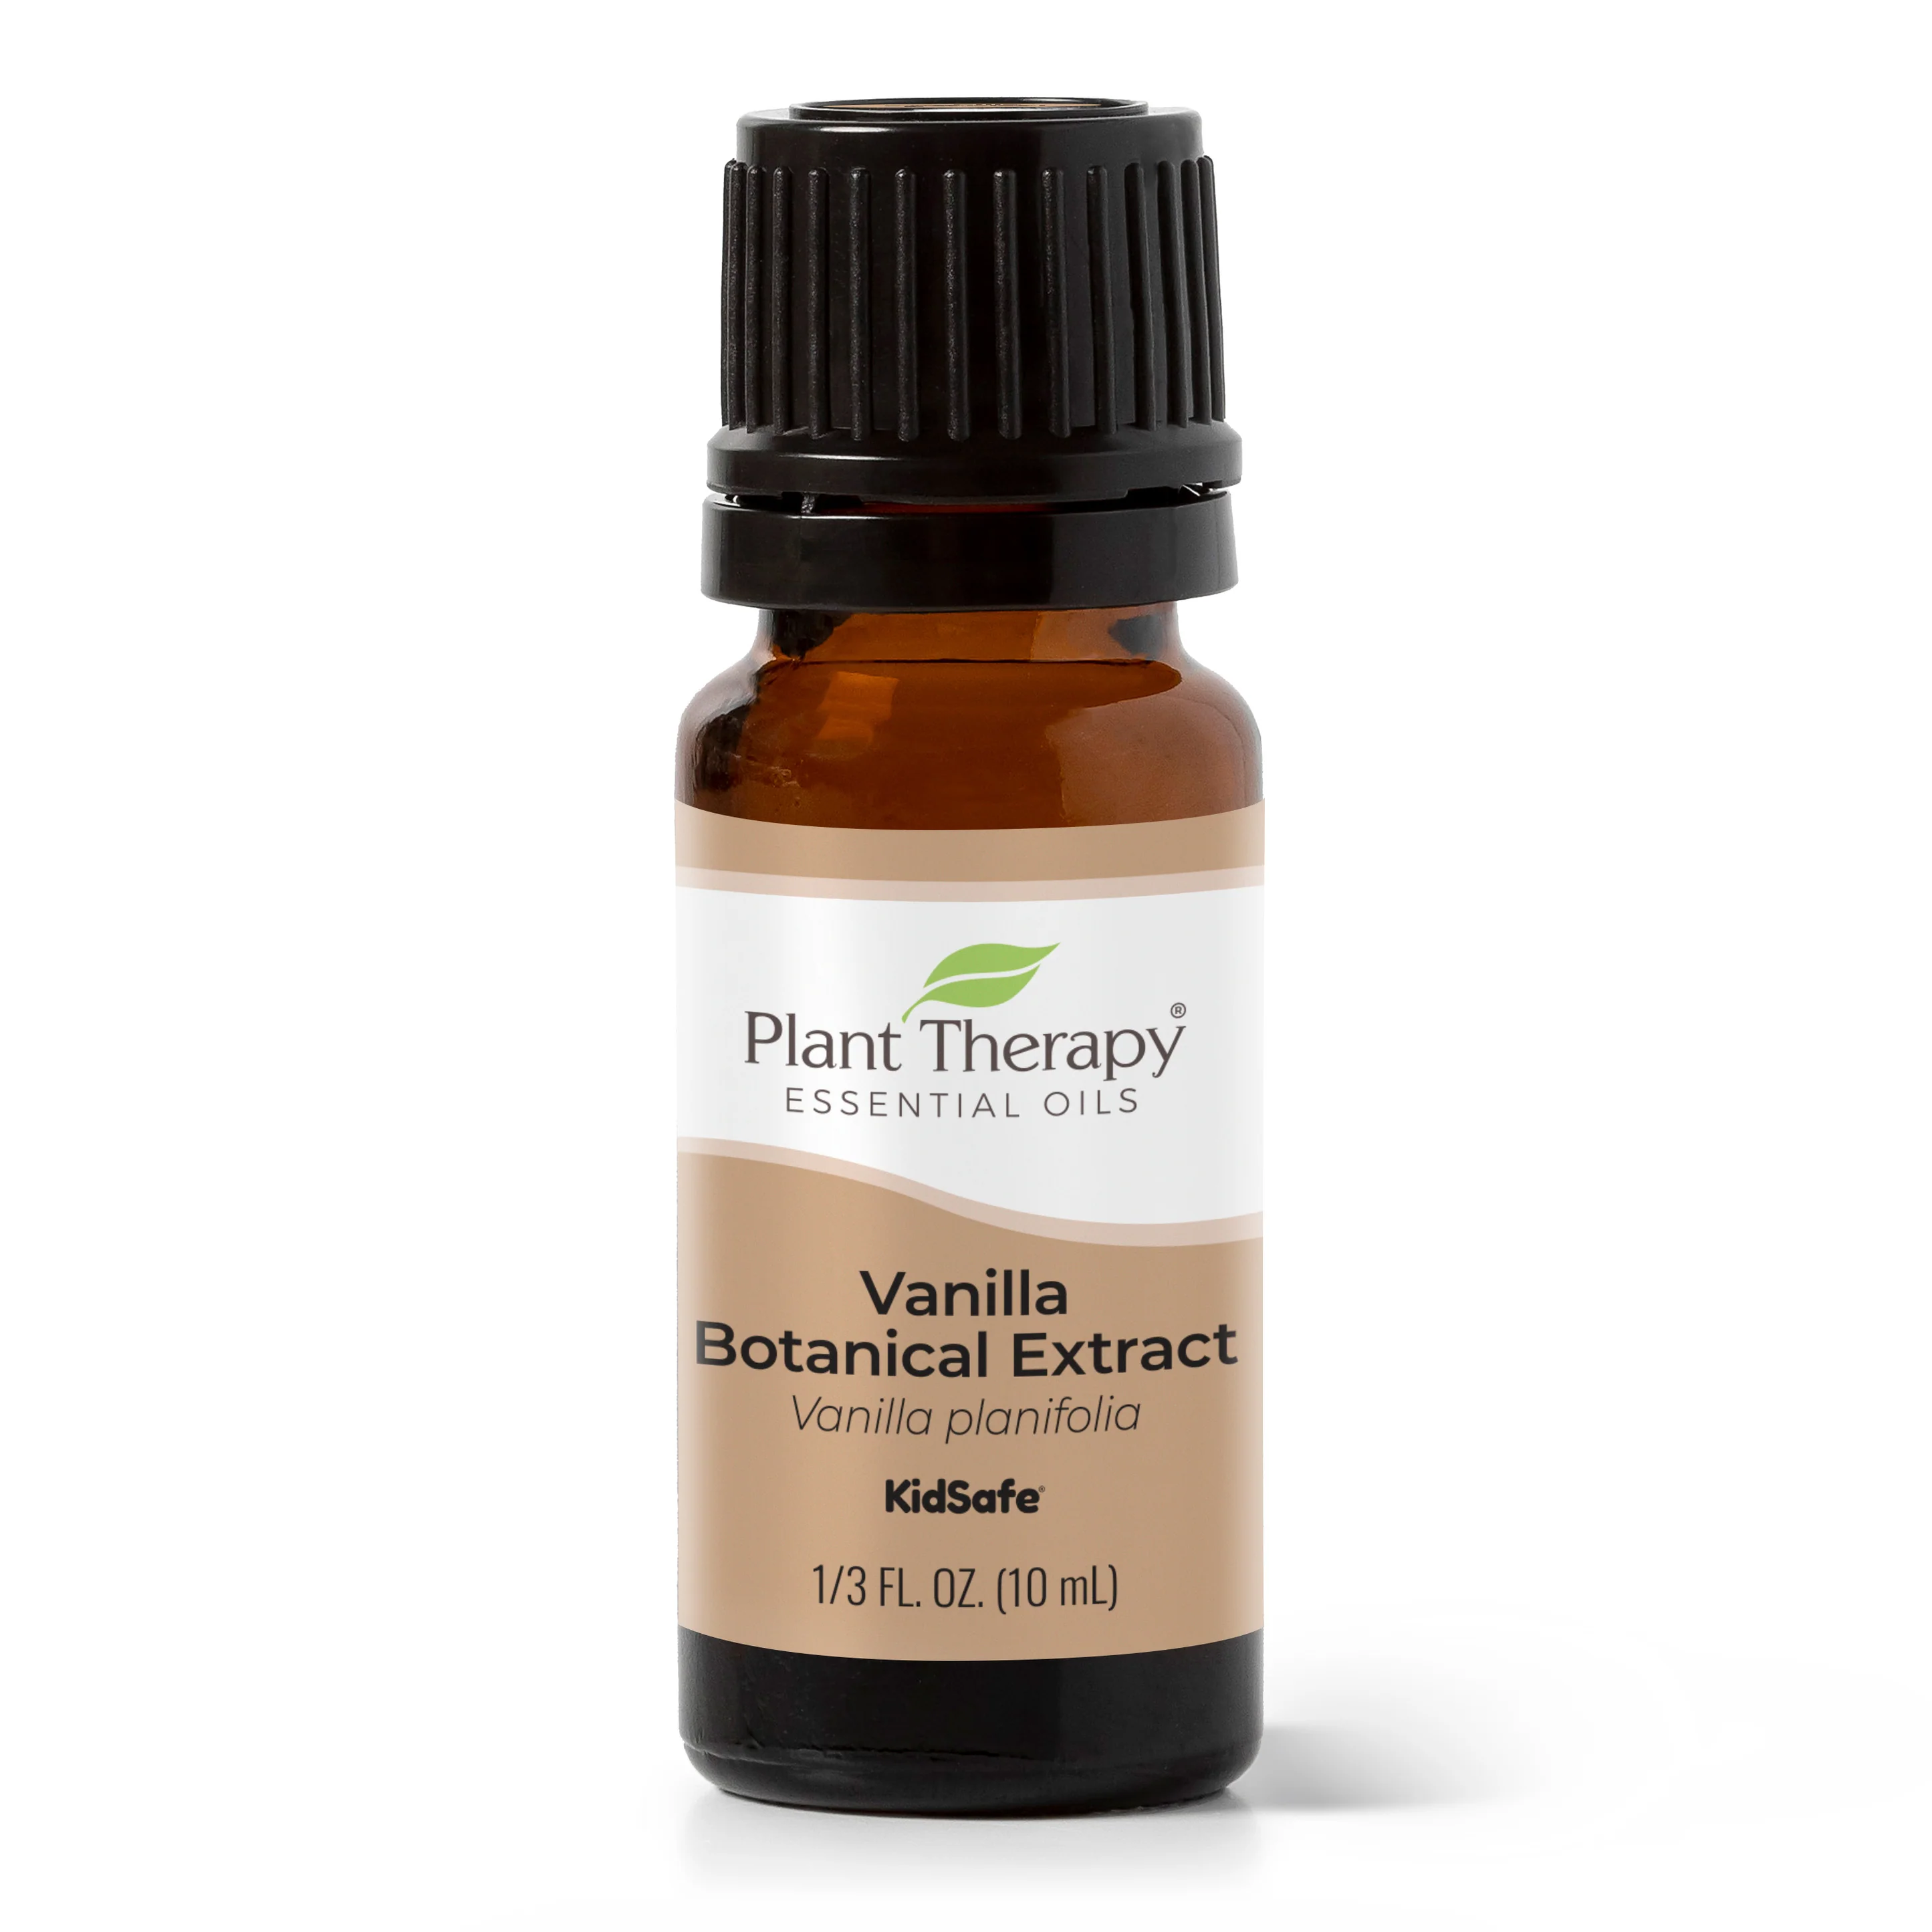 Plant Therapy®
ESSENTIAL OILS
Vanilla
Botanical Extract
Vanilla planifolia
KidSafe®
1/3 FL. OZ. (10 mL)